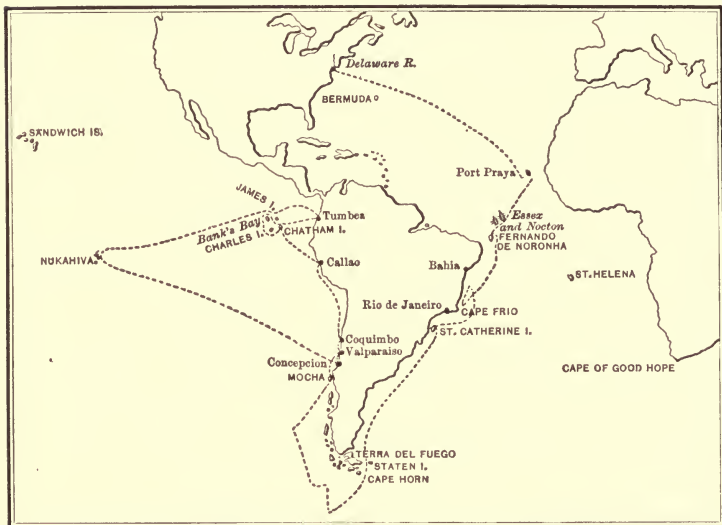 Delaware R.
BERMUDA
SANDWICH IS.
Port Praya
JAMES I.
Essex
and Nocton
Bank's Bay
Tumbez
CHATHAM I.
CHARLES I.
FERNANDO
DE NORONHA
NUKAHIVA
Callao
Bahia
ST. HELENA
Rio de Janeiro
CAPE FRIO
ST. CATHERINE I.
Coquimbo
Valparaiso
Concepcion
MOCHA
CAPE OF GOOD HOPE
TERRA DEL FUEGO
STATEN I.
CAPE HORN